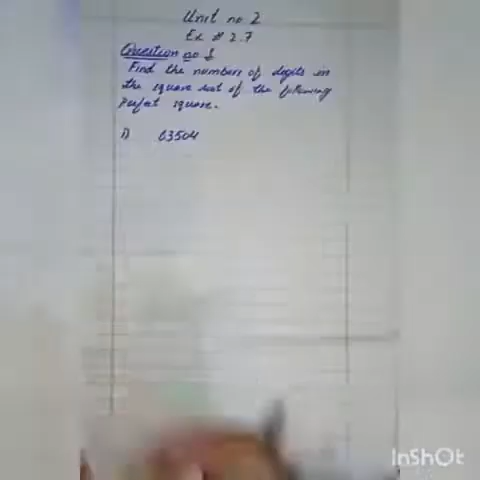 Unit no 2
Ex # 2.7
Question no 1
Find the numbers of digits in
the square root of the following
perfect square.
i) 63504
InShOt